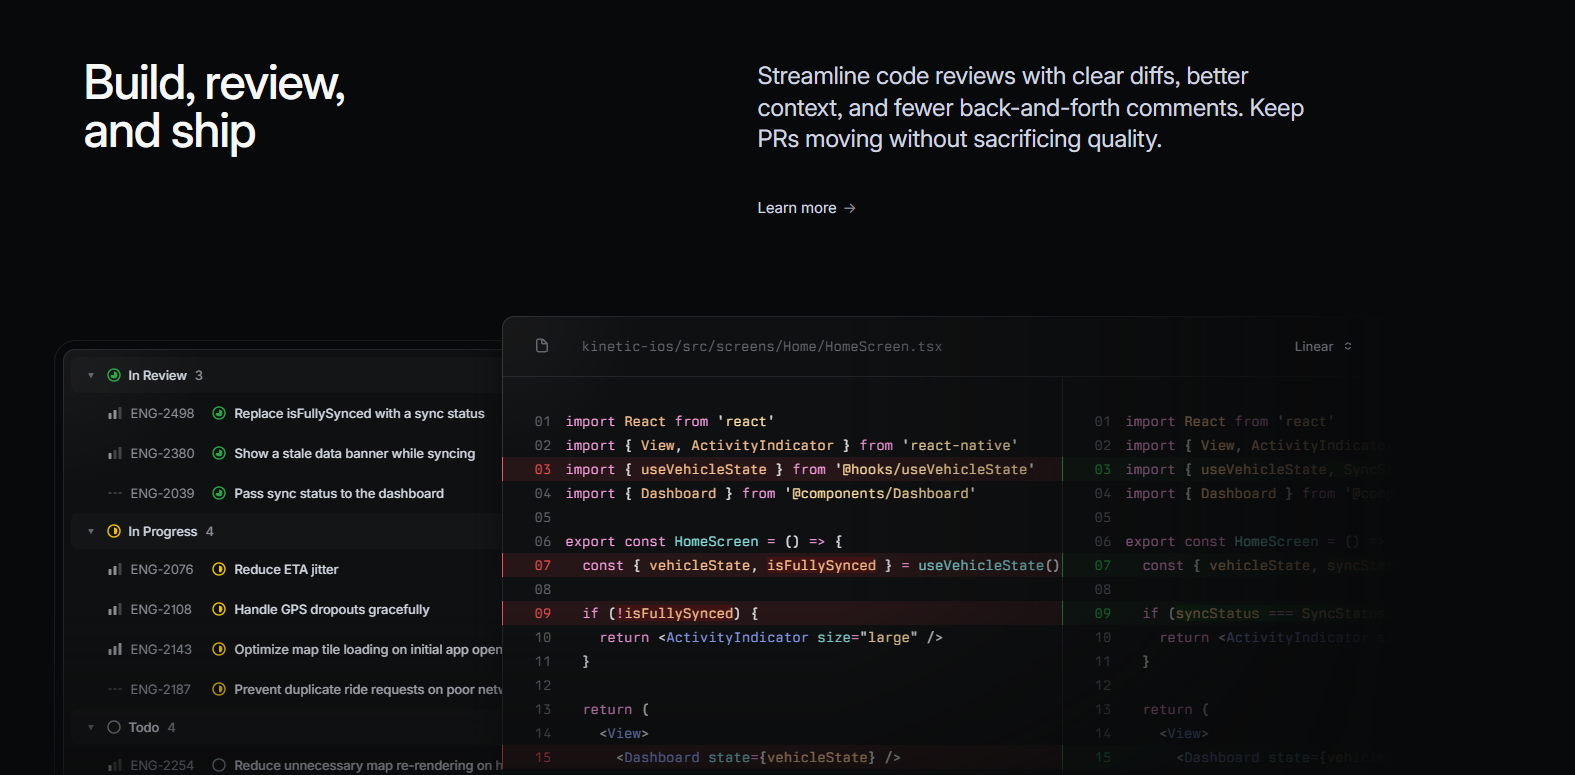 Build, review,
and ship
Streamline code reviews with clear diffs, better
context, and fewer back-and-forth comments. Keep
PRs moving without sacrificing quality.
Learn more →
In Review 3
ENG-2498 Replace isFullySynced with a sync status
ENG-2380 Show a stale data banner while syncing
ENG-2039 Pass sync status to the dashboard
In Progress 4
ENG-2076 Reduce ETA jitter
ENG-2108 Handle GPS dropouts gracefully
ENG-2143 Optimize map tile loading on initial app open
ENG-2187 Prevent duplicate ride requests on poor
Todo 4
ENG-2254 Reduce unnecessary map re-rendering on
kinetic-ios/src/screens/Home/HomeScreen.tsx
Linear
01 import React from 'react'
02 import { View, ActivityIndicator } from 'react-native'
03 import { useVehicleState } from '@hooks/useVehicleState'
04 import { Dashboard } from '@components/Dashboard'
05
06 export const HomeScreen = () => {
07 const { vehicleState, isFullySynced } = useVehicleState()
08
09 if (!isFullySynced) {
10 return <ActivityIndicator size="large" />
11 }
12
13 return (
14 <View>
15 <Dashboard state={vehicleState} />
01 import React from 'react'
02 import { View, ActivityIndicator
03 import { useVehicleState,
04 import { Dashboard } from
05
06 export const HomeScreen = ()
07 const { vehicleState,
08
09 if (syncStatus ===
10 return <ActivityIndicator
11 }
12
13 return (
14 <View>
15 <Dashboard